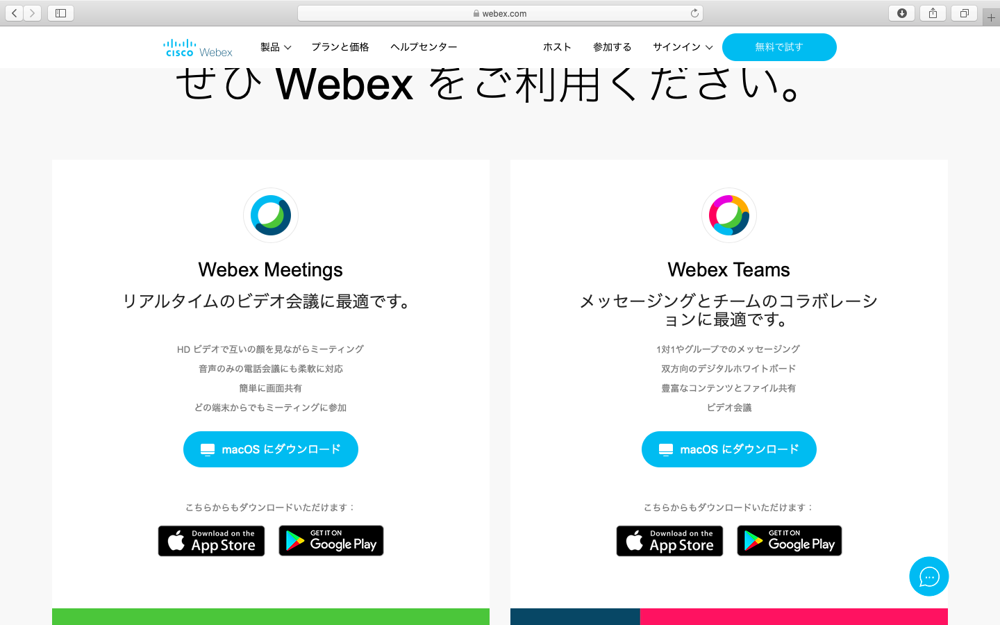 webex.com
CISCO Webex
製品 プランと価格 ヘルプセンター ホスト 参加する サインイン 無料で試す
ぜひ Webex をご利用ください。
Webex Meetings
リアルタイムのビデオ会議に最適です。
HD ビデオで互いの顔を見ながらミーティング
音声のみの電話会議にも柔軟に対応
簡単に画面共有
どの端末からでもミーティングに参加
macOS にダウンロード
こちらからもダウンロードいただけます：
Download on the
App Store
GET IT ON
Google Play
Webex Teams
メッセージングとチームのコラボレーシ
ョンに最適です。
1対1やグループでのメッセージング
双方向のデジタルホワイトボード
豊富なコンテンツとファイル共有
ビデオ会議
macOS にダウンロード
こちらからもダウンロードいただけます：
Download on the
App Store
GET IT ON
Google Play